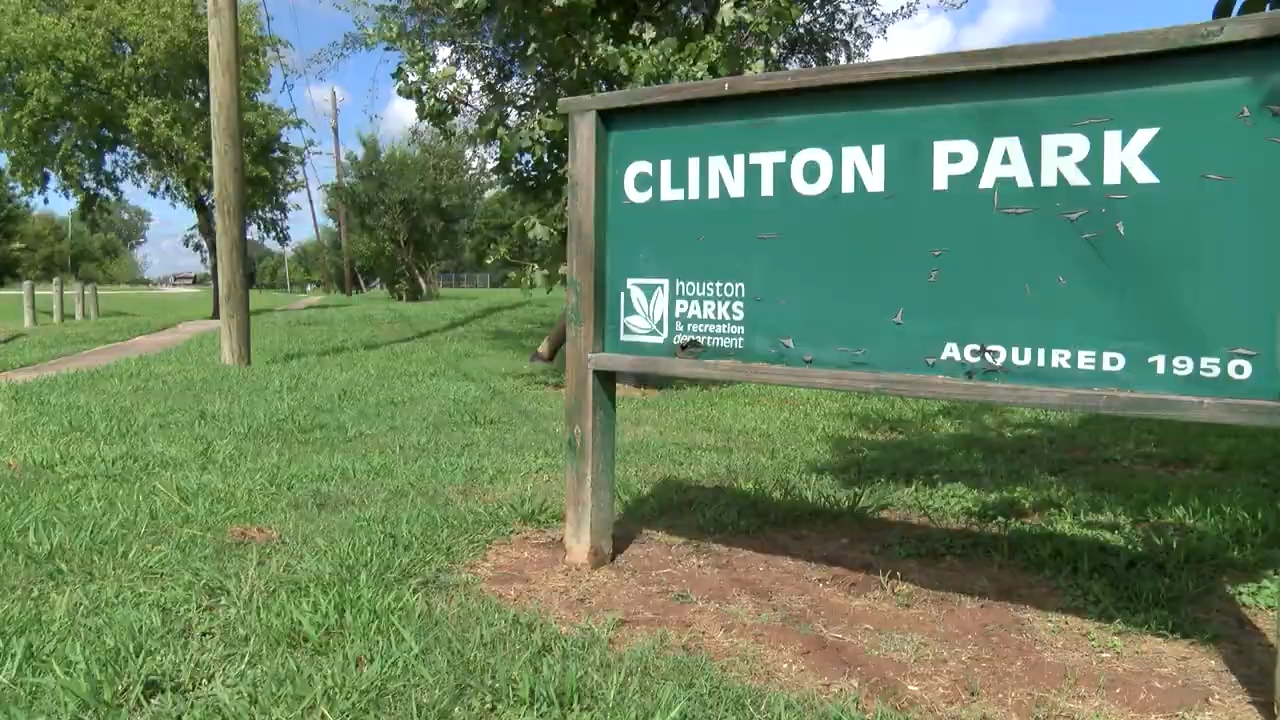 CLINTON PARK
houston
PARKS
& recreation
department
ACQUIRED 1950